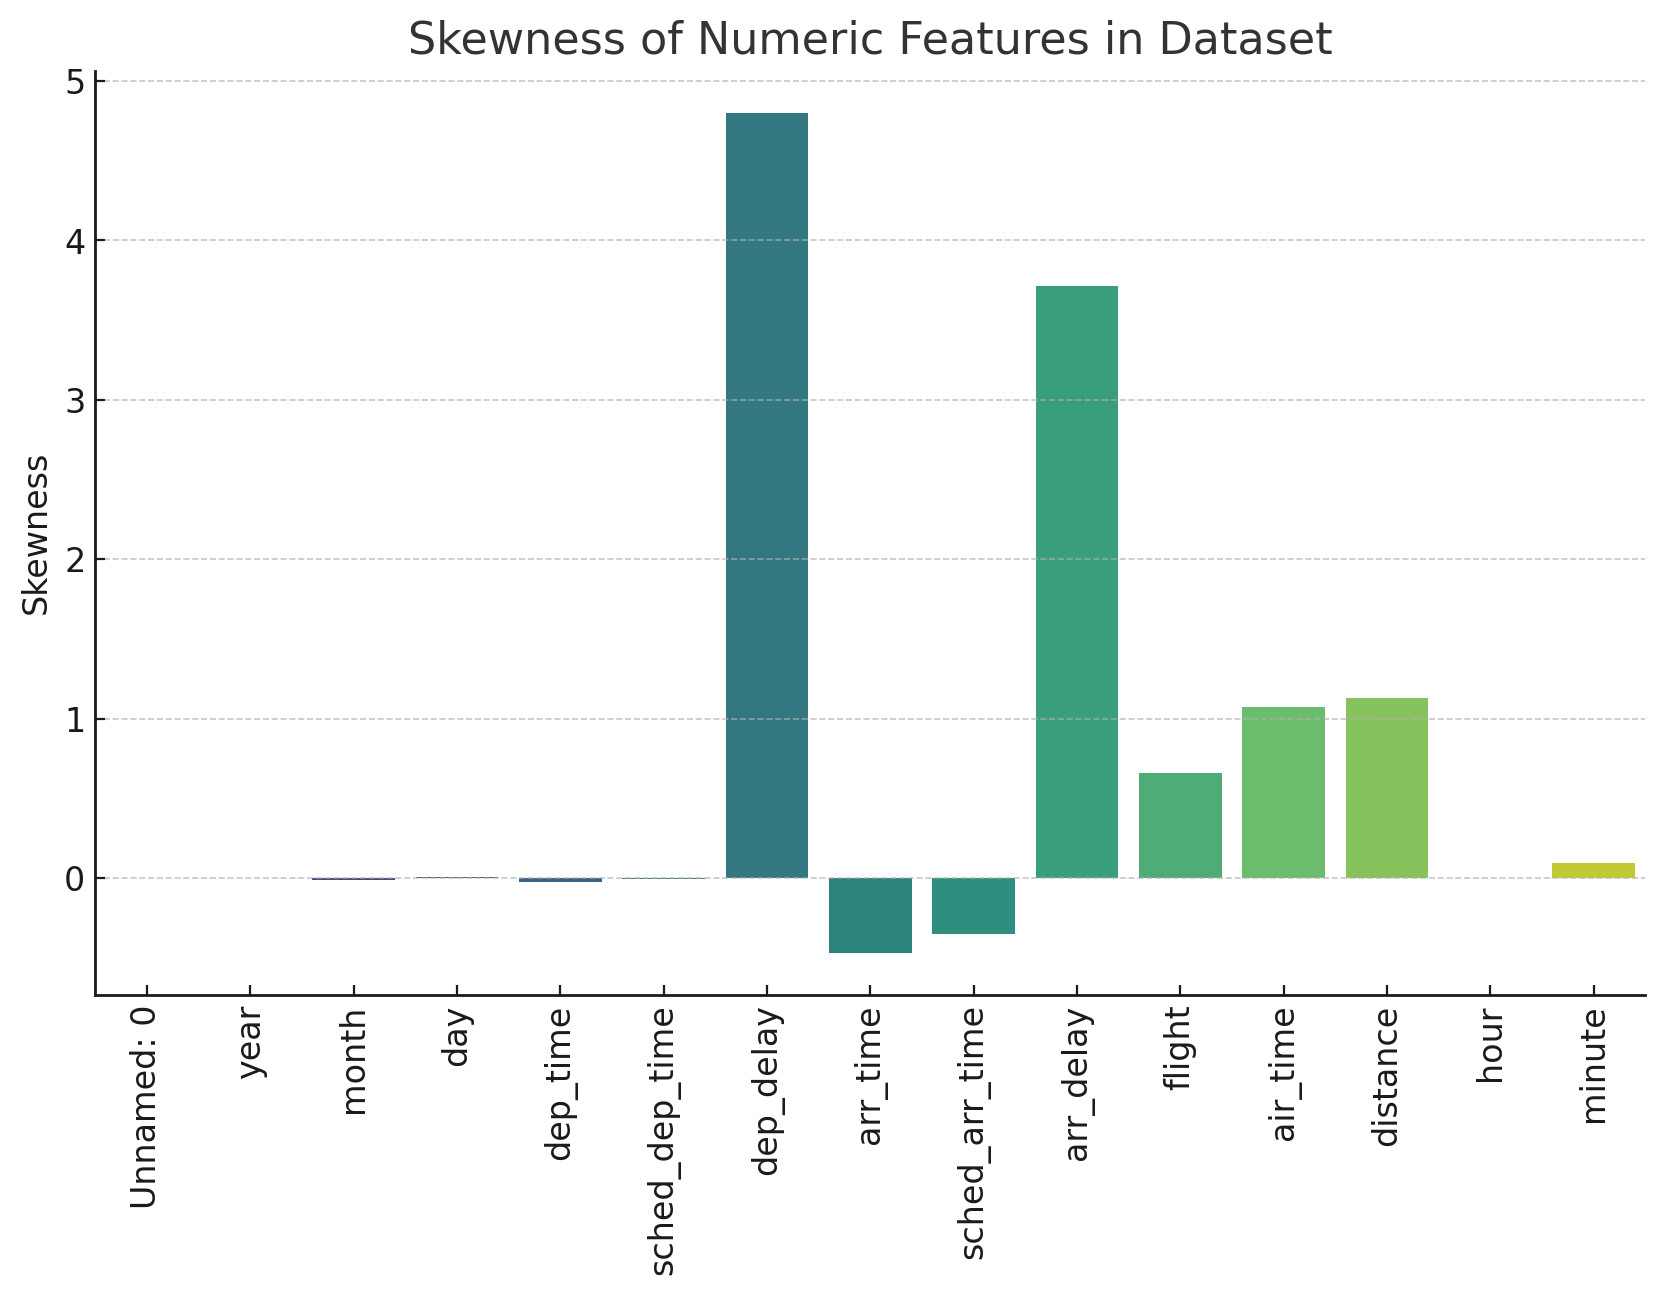 Skewness of Numeric Features in Dataset
Skewness
5
4
3
2
1
0
Unnamed: 0
year
month
day
dep_time
sched_dep_time
dep_delay
arr_time
sched_arr_time
arr_delay
flight
air_time
distance
hour
minute